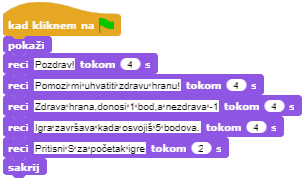 kad kliknem na
pokaži
reci Pozdrav! tokom 4 s
reci Pomozi mi uhvatiti zdravu hranu! tokom 4 s
reci Zdrava hrana, donosi 1 bod, a nezdrava -1 tokom 4 s
reci Igra završava kada osvojiš 5 bodova. tokom 4 s
reci Pritisni S za početak igre tokom 2 s
sakrij